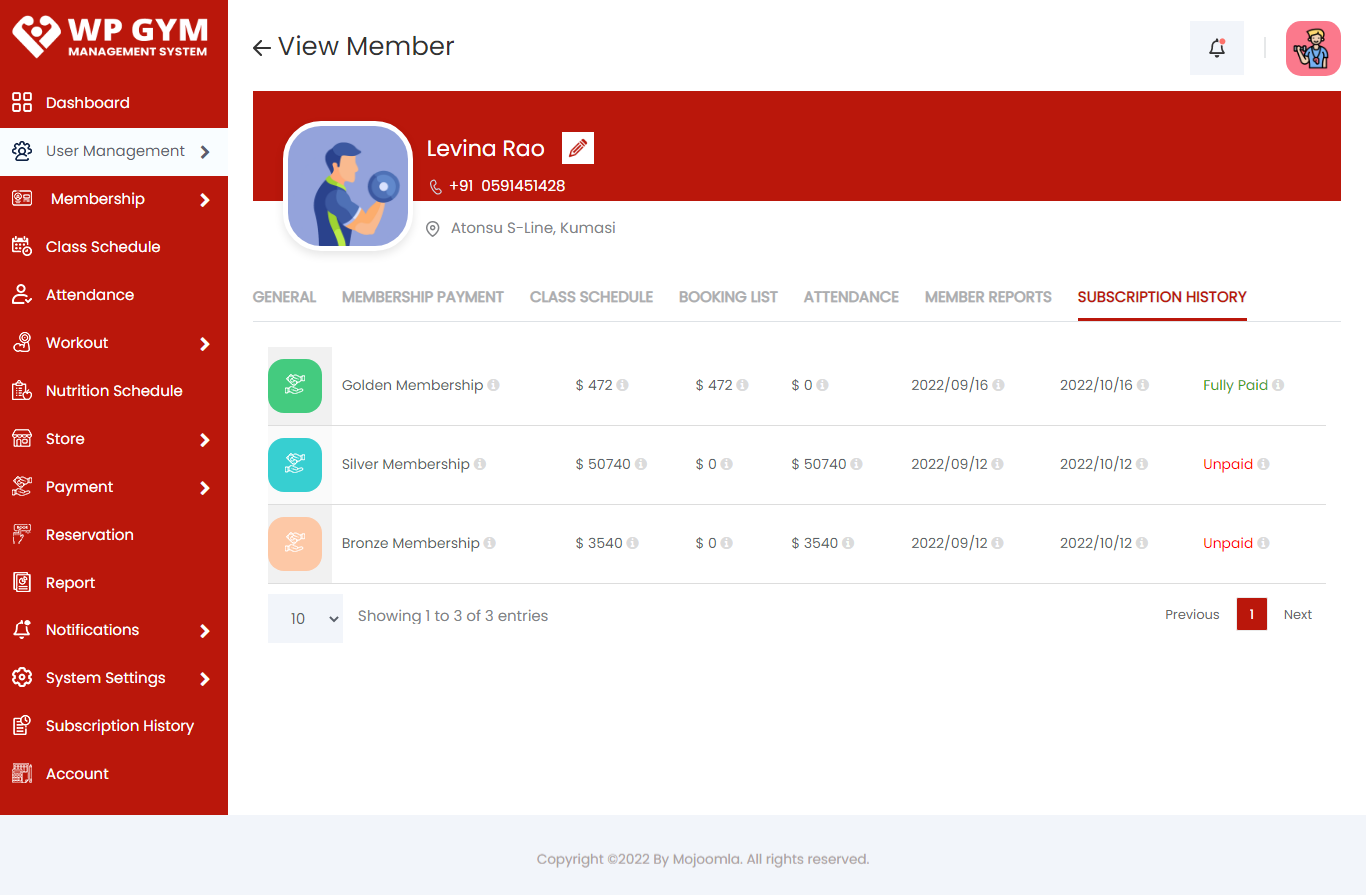 WP GYM
MANAGEMENT SYSTEM
Dashboard
User Management
Membership
Class Schedule
Attendance
Workout
Nutrition Schedule
Store
Payment
Reservation
Report
Notifications
System Settings
Subscription History
Account
View Member
Levina Rao
+91 0591451428
Atonsu S-Line, Kumasi
GENERAL MEMBERSHIP PAYMENT CLASS SCHEDULE BOOKING LIST ATTENDANCE MEMBER REPORTS SUBSCRIPTION HISTORY
Golden Membership $ 472 $ 472 $ 0 2022/09/16 2022/10/16 Fully Paid
Silver Membership $ 50740 $ 0 $ 50740 2022/09/12 2022/10/12 Unpaid
Bronze Membership $ 3540 $ 0 $ 3540 2022/09/12 2022/10/12 Unpaid
10 Showing 1 to 3 of 3 entries Previous 1 Next
Copyright ©2022 By Mojoomla. All rights reserved.